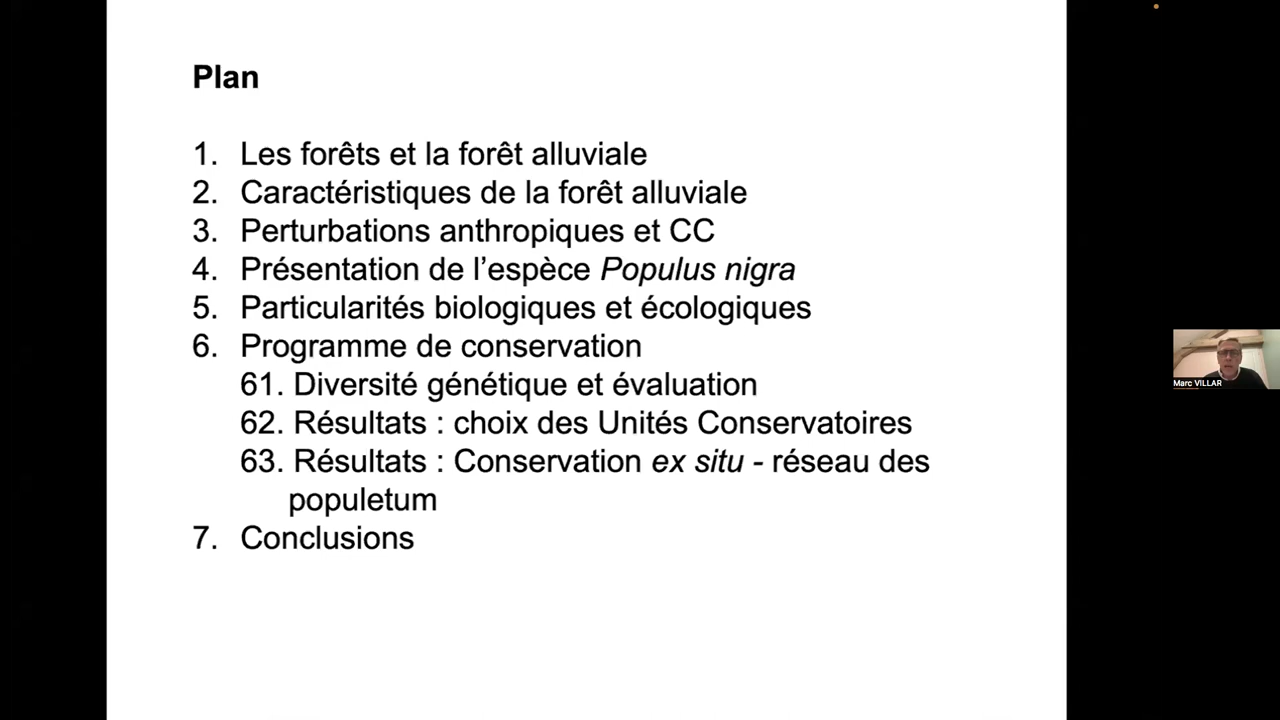 Plan
1. Les forêts et la forêt alluviale
2. Caractéristiques de la forêt alluviale
3. Perturbations anthropiques et CC
4. Présentation de l’espèce Populus nigra
5. Particularités biologiques et écologiques
6. Programme de conservation
61. Diversité génétique et évaluation
62. Résultats : choix des Unités Conservatoires
63. Résultats : Conservation ex situ - réseau des
populetum
7. Conclusions
Marc VILLAR